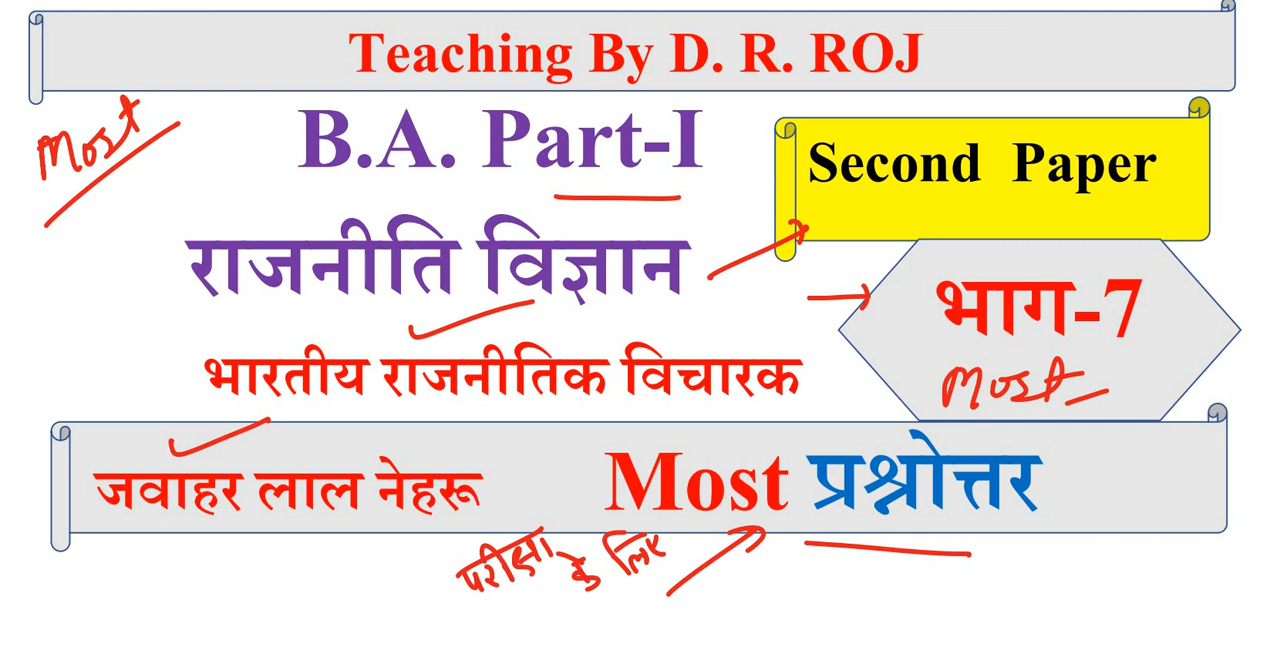 Teaching By D. R. ROJ
Most
B.A. Part-I
Second Paper
राजनीति विज्ञान
भाग-7
Most
भारतीय राजनीतिक विचारक
जवाहर लाल नेहरू Most प्रश्नोत्तर
परीक्षा के लिए